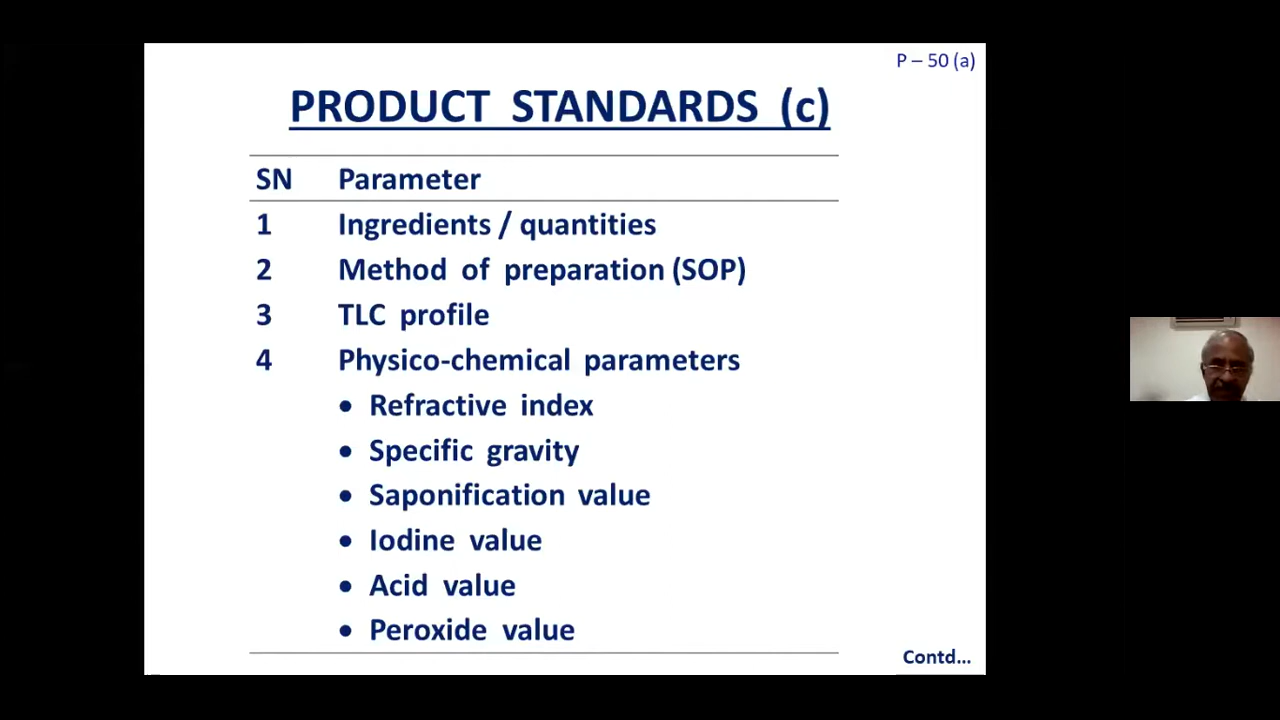 P – 50 (a)
PRODUCT STANDARDS (c)
SN Parameter
1 Ingredients / quantities
2 Method of preparation (SOP)
3 TLC profile
4 Physico-chemical parameters
• Refractive index
• Specific gravity
• Saponification value
• Iodine value
• Acid value
• Peroxide value
Contd...